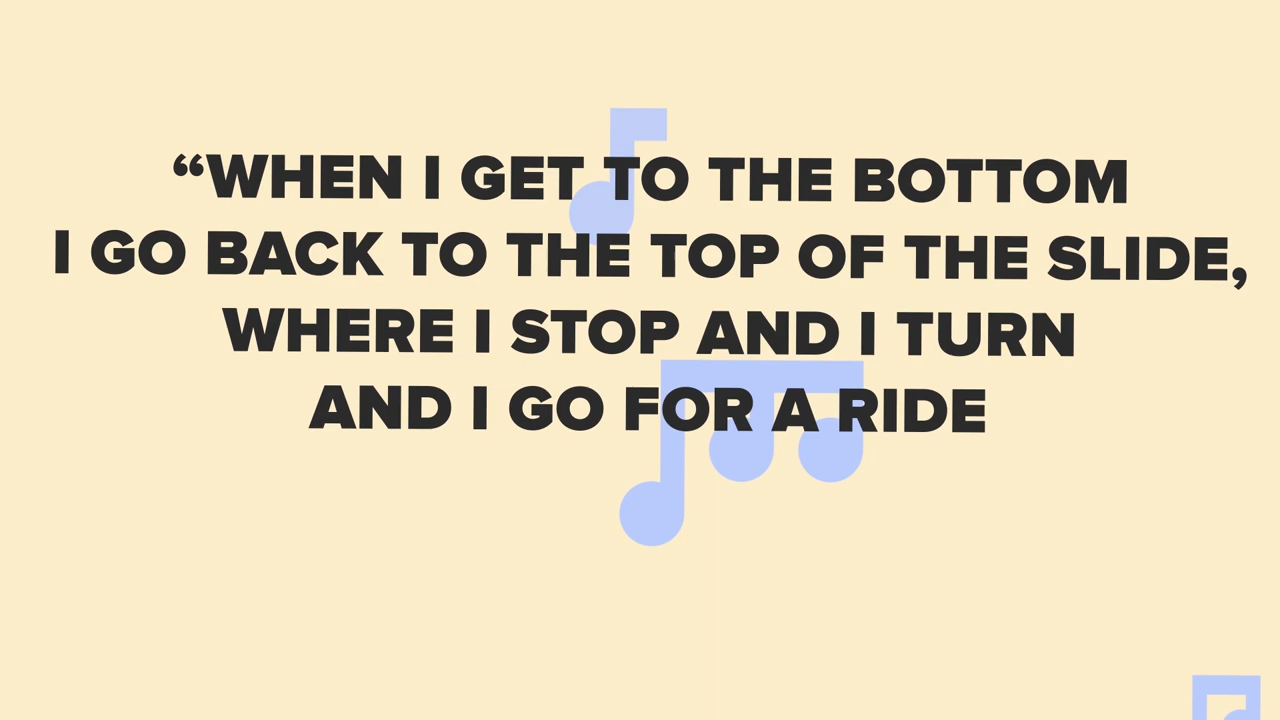 “WHEN I GET TO THE BOTTOM
I GO BACK TO THE TOP OF THE SLIDE,
WHERE I STOP AND I TURN
AND I GO FOR A RIDE